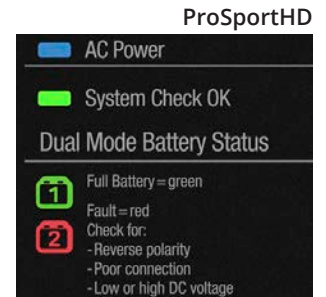 ProSportHD
AC Power
System Check OK
Dual Mode Battery Status
1
Full Battery=green
Fault=red
2
Check for:
-Reverse polarity
-Poor connection
-Low or high DC voltage